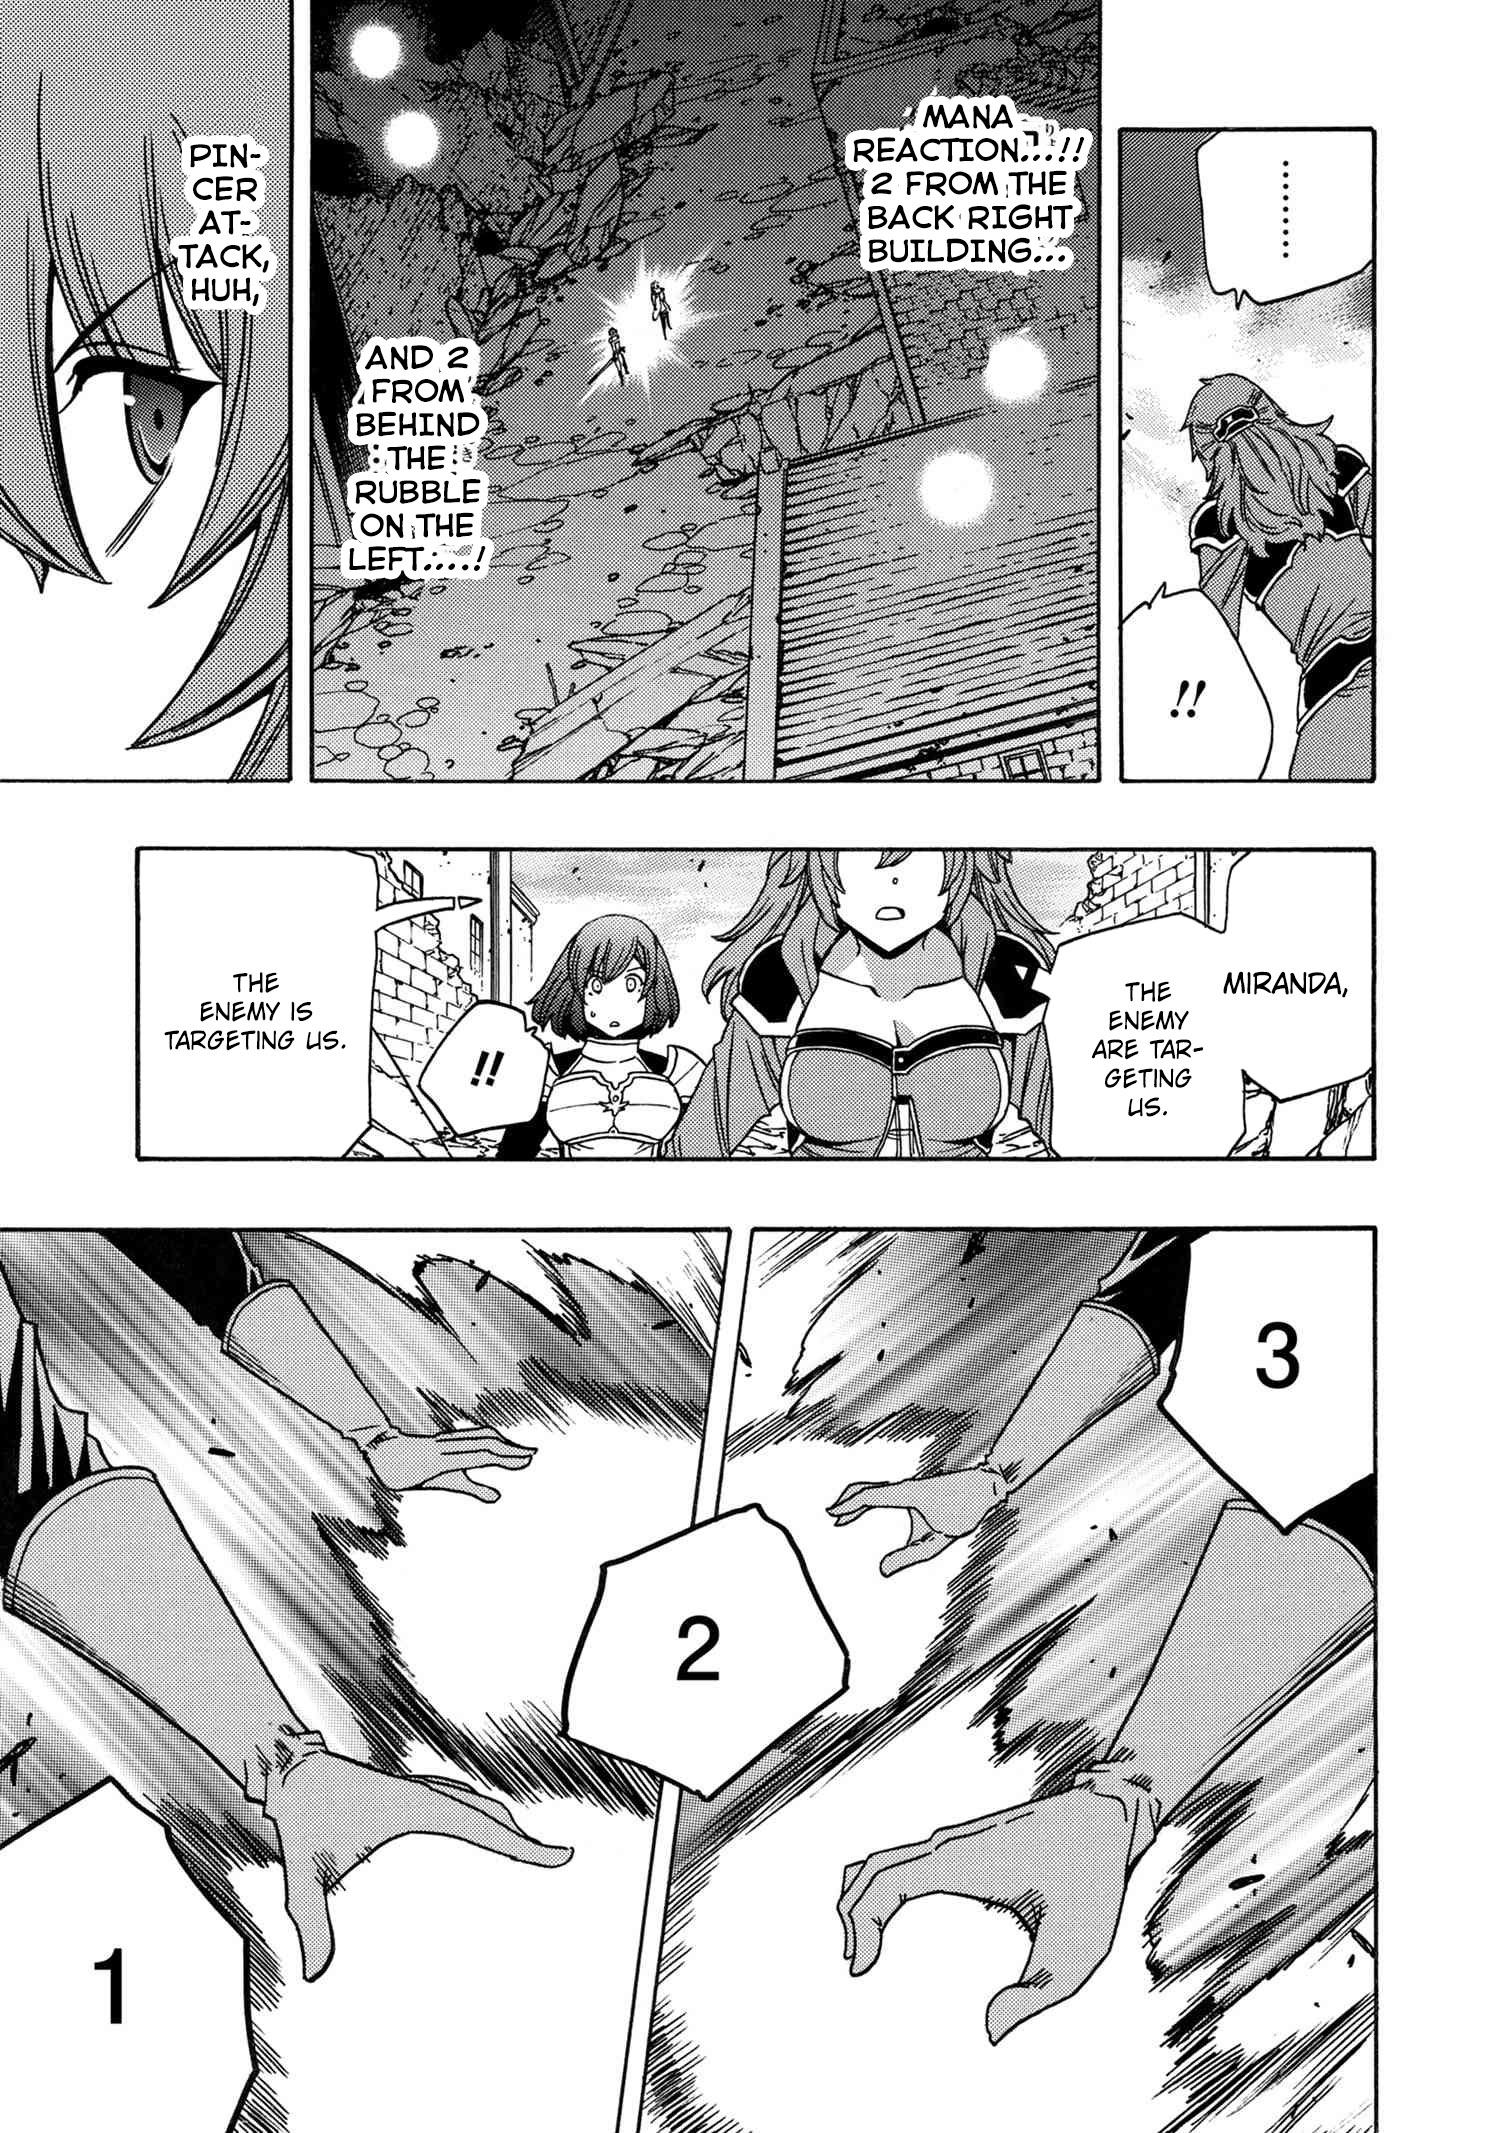 .........
!!
MANA
REACTION...!!
2 FROM THE
BACK RIGHT
BUILDING...
AND 2
FROM
BEHIND
THE
RUBBLE
ON THE
LEFT....!
PIN-
CER
AT-
TACK,
HUH,
MIRANDA,
THE
ENEMY
ARE TAR-
GETING
US.
!!
THE
ENEMY IS
TARGETING US.
3
2
1